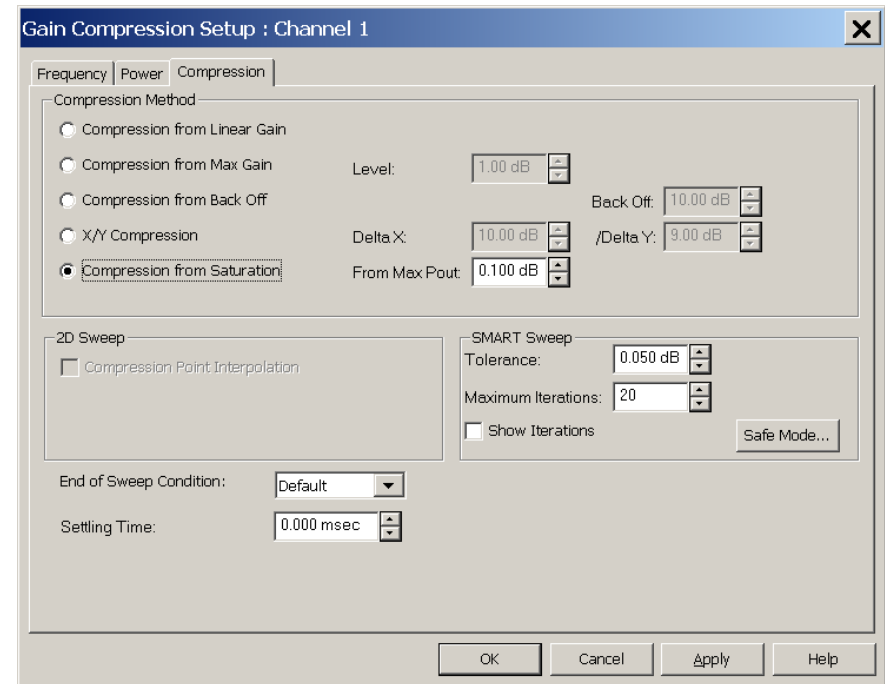 Gain Compression Setup : Channel 1
Frequency Power Compression
Compression Method
Compression from Linear Gain
Compression from Max Gain Level: 1.00 dB
Compression from Back Off Back Off: 10.00 dB
X/Y Compression Delta X: 10.00 dB /Delta Y: 9.00 dB
Compression from Saturation From Max Pout: 0.100 dB
2D Sweep
Compression Point Interpolation
SMART Sweep
Tolerance: 0.050 dB
Maximum Iterations: 20
Show Iterations Safe Mode...
End of Sweep Condition: Default
Settling Time: 0.000 msec
OK Cancel Apply Help